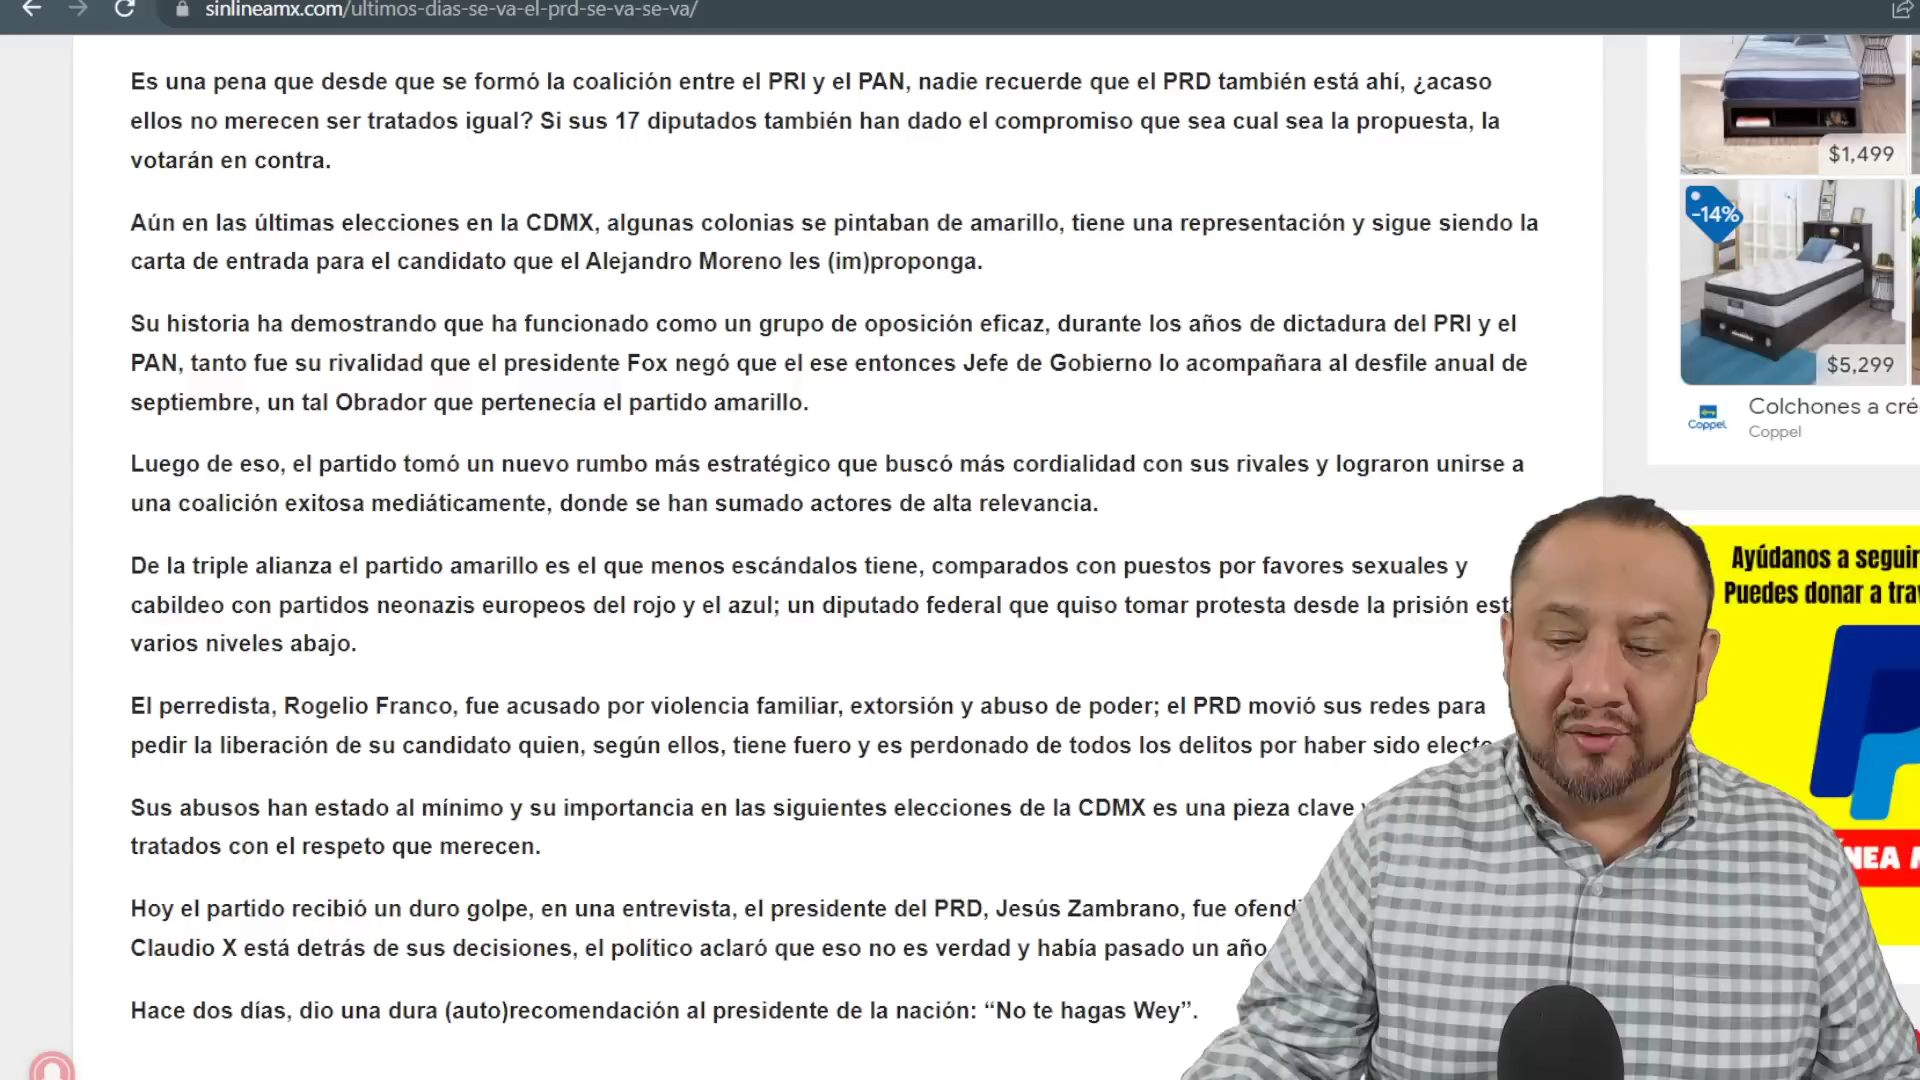 sinlineamx.com/ultimos-dias-se-va-el-prd-se-va-se-va/
Es una pena que desde que se formó la coalición entre el PRI y el PAN, nadie recuerde que el PRD también está ahí, ¿acaso
ellos no merecen ser tratados igual? Si sus 17 diputados también han dado el compromiso que sea cual sea la propuesta, la
votarán en contra.
Aún en las últimas elecciones en la CDMX, algunas colonias se pintaban de amarillo, tiene una representación y sigue siendo la
carta de entrada para el candidato que el Alejandro Moreno les (im)proponga.
Su historia ha demostrando que ha funcionado como un grupo de oposición eficaz, durante los años de dictadura del PRI y el
PAN, tanto fue su rivalidad que el presidente Fox negó que el ese entonces Jefe de Gobierno lo acompañara al desfile anual de
septiembre, un tal Obrador que pertenecía el partido amarillo.
Luego de eso, el partido tomó un nuevo rumbo más estratégico que buscó más cordialidad con sus rivales y lograron unirse a
una coalición exitosa mediáticamente, donde se han sumado actores de alta relevancia.
De la triple alianza el partido amarillo es el que menos escándalos tiene, comparados con puestos por favores sexuales y
cabildeo con partidos neonazis europeos del rojo y el azul; un diputado federal que quiso tomar protesta desde la prisión est
varios niveles abajo.
El perredista, Rogelio Franco, fue acusado por violencia familiar, extorsión y abuso de poder; el PRD movió sus redes para
pedir la liberación de su candidato quien, según ellos, tiene fuero y es perdonado de todos los delitos por haber sido electo
Sus abusos han estado al mínimo y su importancia en las siguientes elecciones de la CDMX es una pieza clave
tratados con el respeto que merecen.
Hoy el partido recibió un duro golpe, en una entrevista, el presidente del PRD, Jesús Zambrano, fue ofendi
Claudio X está detrás de sus decisiones, el político aclaró que eso no es verdad y había pasado un año
Hace dos días, dio una dura (auto)recomendación al presidente de la nación: “No te hagas Wey”.
$1,499
-14%
$5,299
Coppel
Colchones a cré
Coppel
Ayúdanos a seguir
Puedes donar a tra
NEA